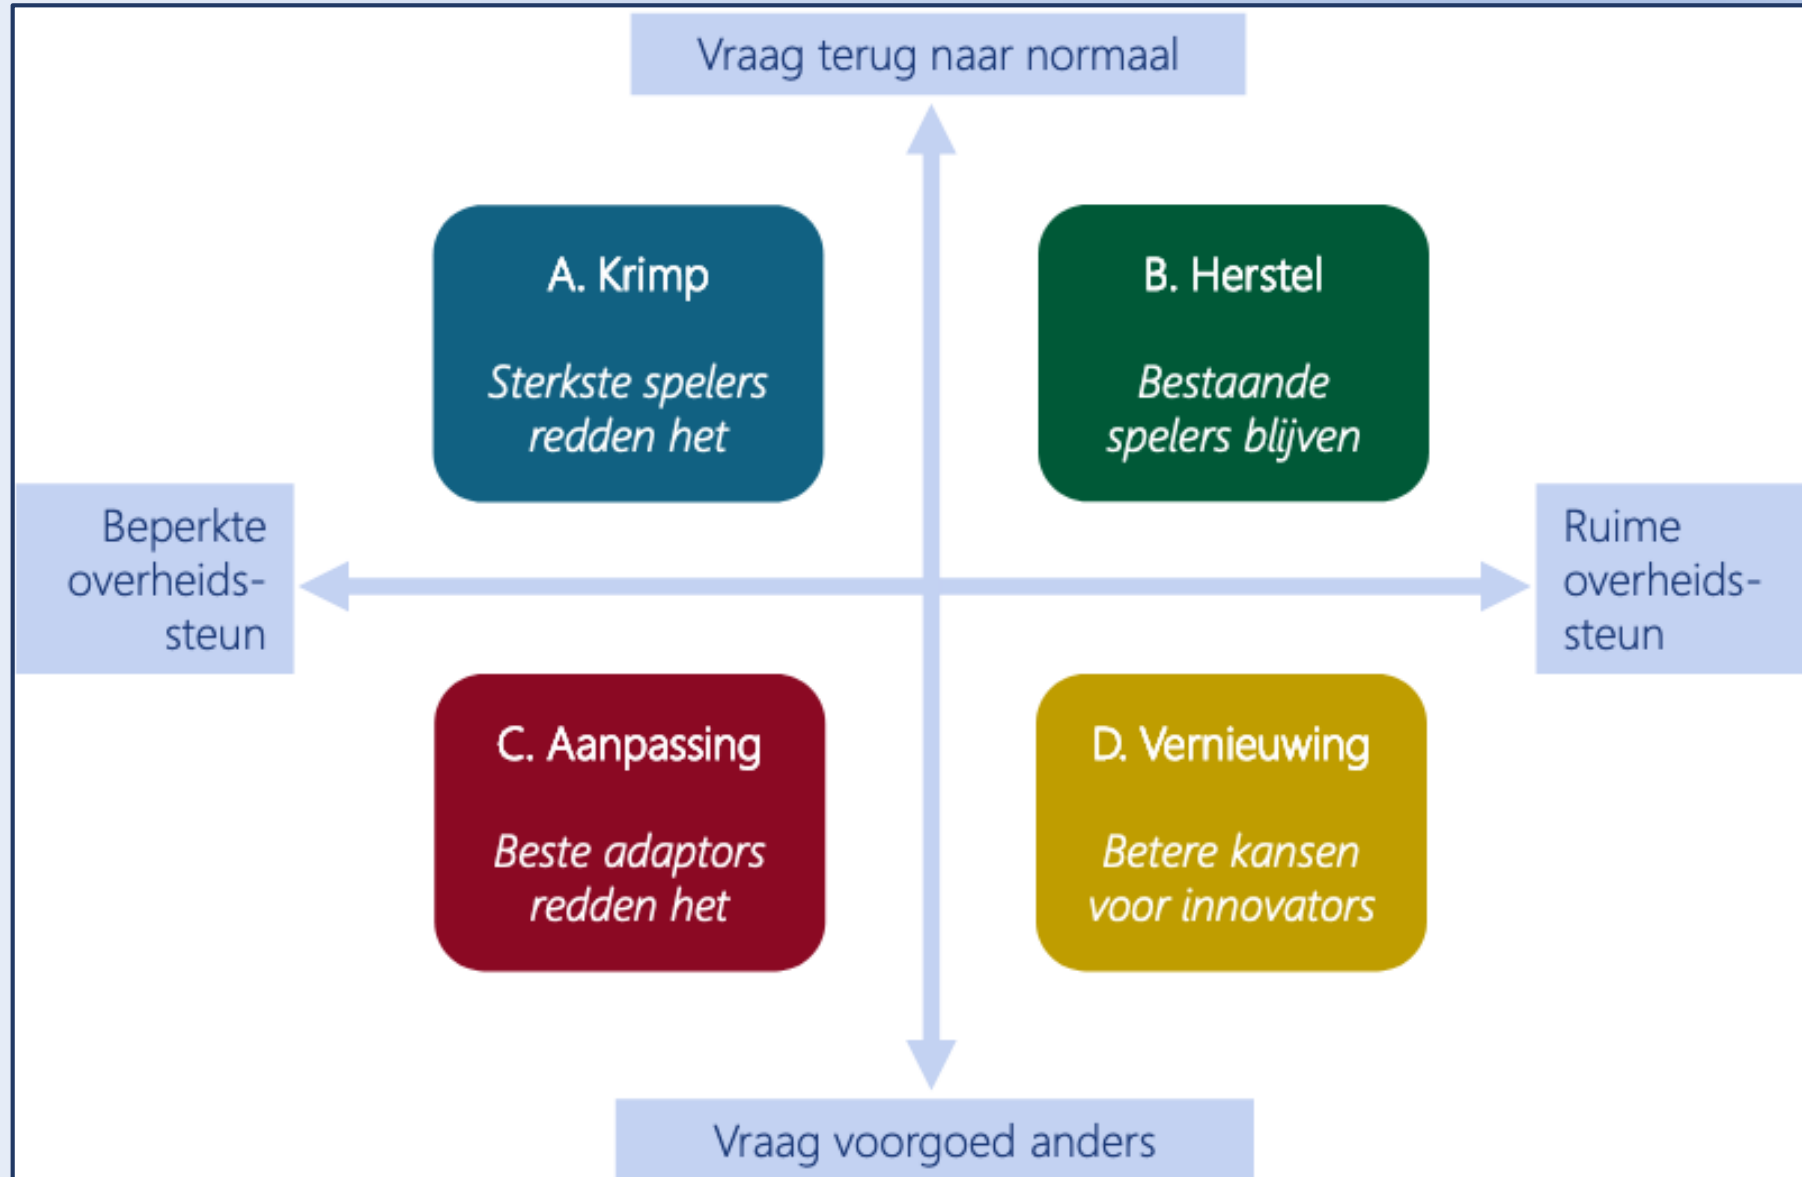 Vraag terug naar normaal
A. Krimp
Sterkste spelers
redden het
B. Herstel
Bestaande
spelers blijven
Beperkte
overheids-
steun
Ruime
overheids-
steun
C. Aanpassing
Beste adaptors
redden het
D. Vernieuwing
Betere kansen
voor innovators
Vraag voorgoed anders